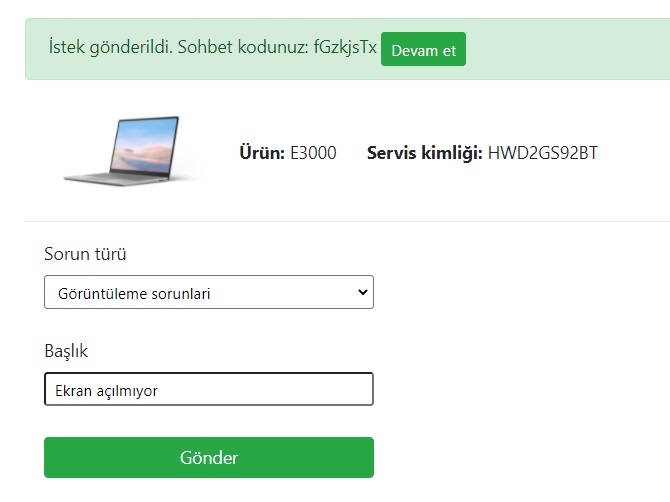 İstek gönderildi. Sohbet kodunuz: fGzkjsTx Devam et
Ürün: E3000 Servis kimliği: HWD2GS92BT
Sorun türü
Görüntüleme sorunlari
Başlık
Ekran açılmıyor
Gönder